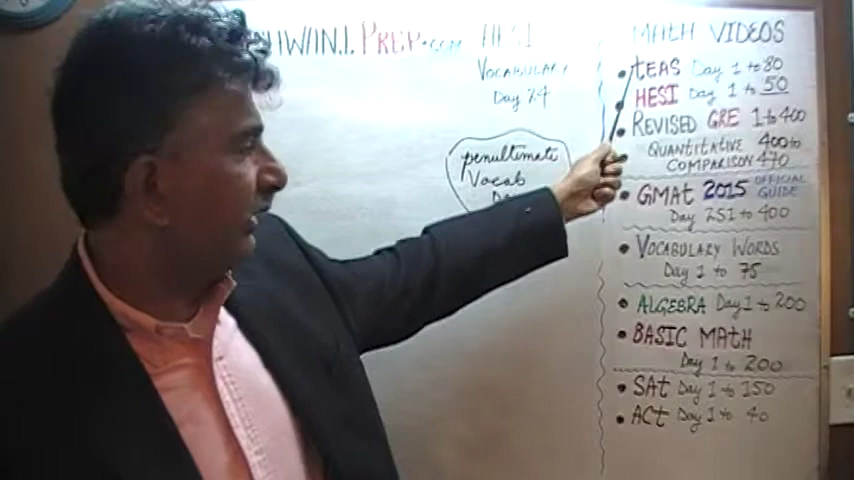 SHWIN.I. PREP.com
HESI
VOCABULARY
Day 24
penultimate
Vocab
MATH VIDEOS
TEAS Day 1 to 80
HESI Day 1 to 50
REVISED GRE 1 to 400
QUANTITATIVE 400 to
COMPARISON 470
GMAT 2015 OFFICIAL GUIDE
Day 251 to 400
VOCABULARY WORDS
Day 1 to 75
ALGEBRA Day 1 to 200
BASIC MATH
Day 1 to 200
SAT Day 1 to 150
ACT Day 1 to 40